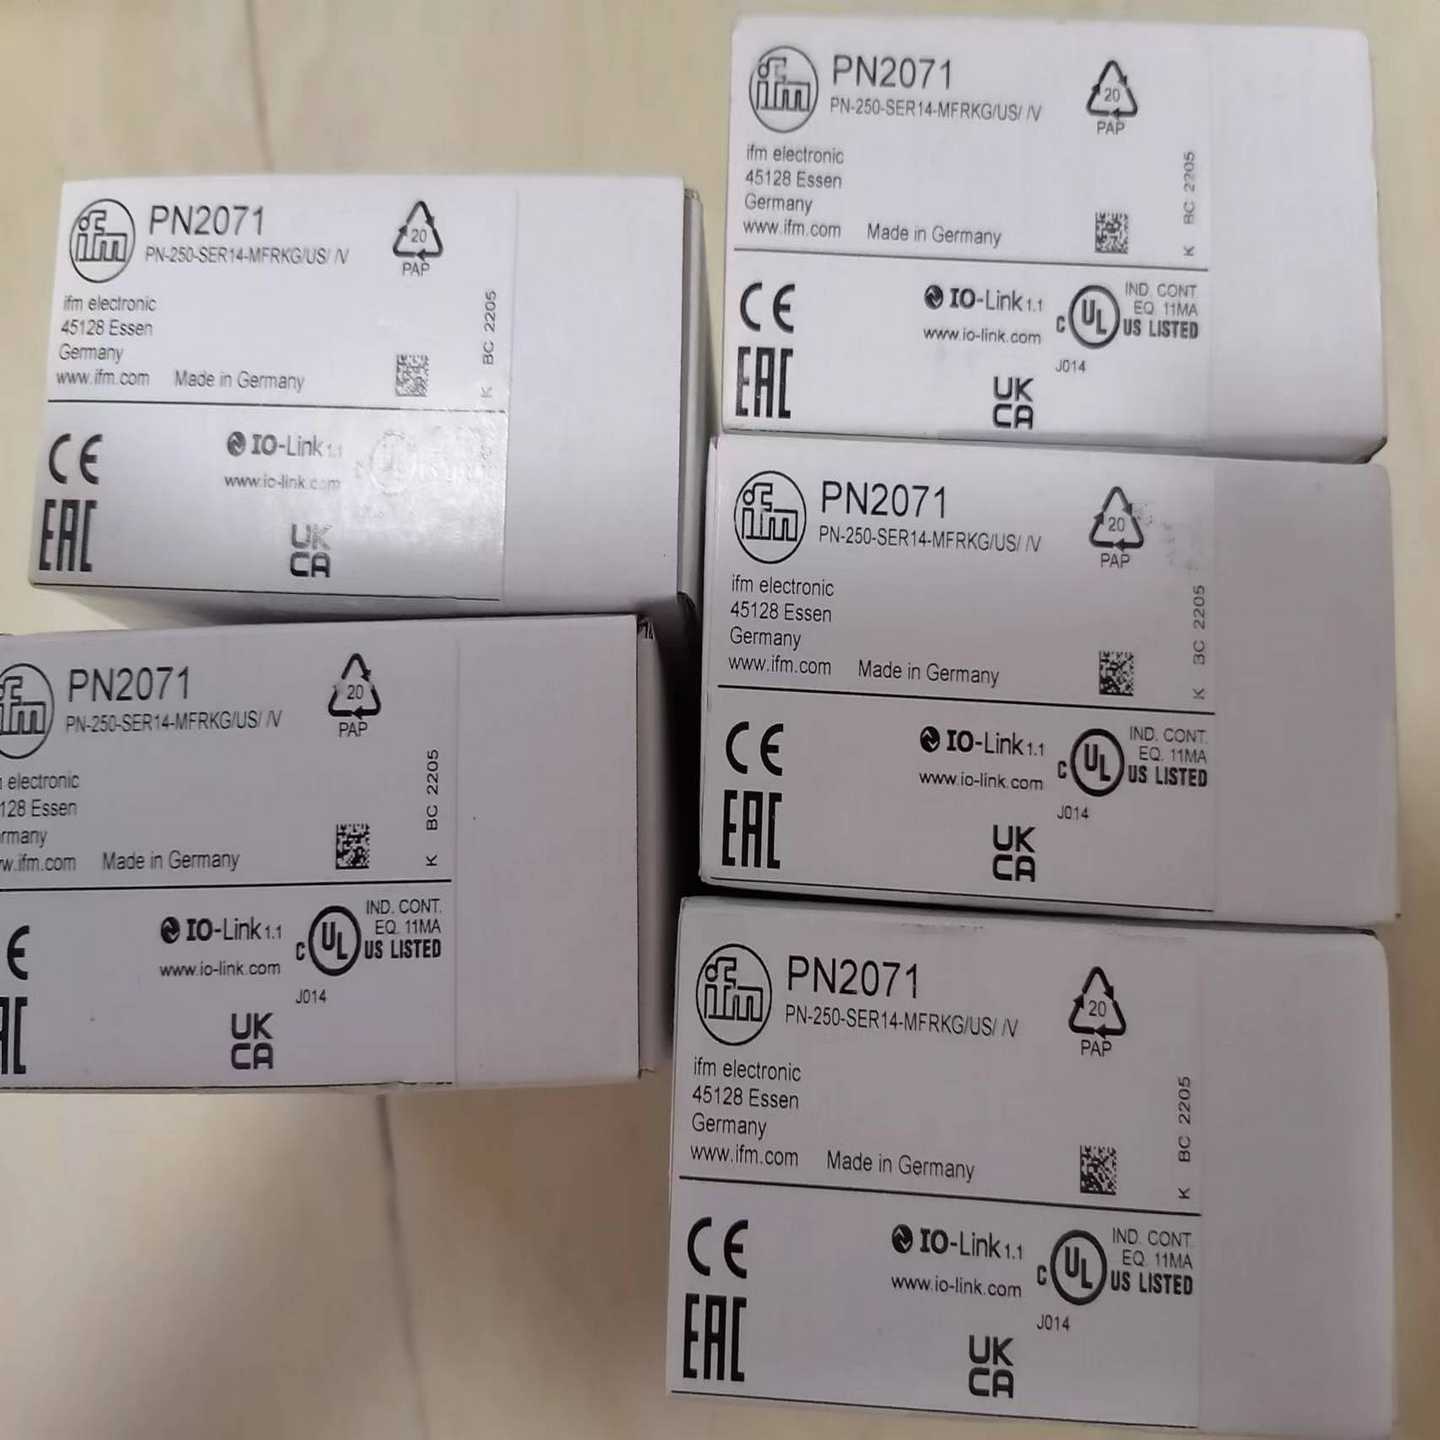 ifm
PN2071
PN-250-SER14-MFRKG/US/ /V
20
PAP
ifm electronic
45128 Essen
Germany
www.ifm.com Made in Germany
K BC 2205
CE
IO-Link 1.1
www.io-link.com
EAC
UK
CA
ifm
PN2071
PN-250-SER14-MFRKG/US/ /V
20
PAP
ifm electronic
45128 Essen
Germany
www.ifm.com Made in Germany
K BC 2205
CE
IO-Link 1.1
www.io-link.com
C UL US LISTED
IND. CONT.
EQ. 11MA
J014
EAC
UK
CA
ifm
PN2071
PN-250-SER14-MFRKG/US/ /V
20
PAP
ifm electronic
45128 Essen
Germany
www.ifm.com Made in Germany
K BC 2205
CE
IO-Link 1.1
www.io-link.com
C UL US LISTED
IND. CONT.
EQ. 11MA
J014
EAC
UK
CA
ifm
PN2071
PN-250-SER14-MFRKG/US/ /V
20
PAP
electronic
128 Essen
rmany
w.ifm.com Made in Germany
K BC 2205
E
IO-Link 1.1
www.io-link.com
C UL US LISTED
IND. CONT.
EQ. 11MA
J014
AC
UK
CA
ifm
PN2071
PN-250-SER14-MFRKG/US/ /V
20
PAP
ifm electronic
45128 Essen
Germany
www.ifm.com Made in Germany
K BC 2205
CE
IO-Link 1.1
www.io-link.com
C UL US LISTED
IND. CONT.
EQ. 11MA
J014
EAC
UK
CA